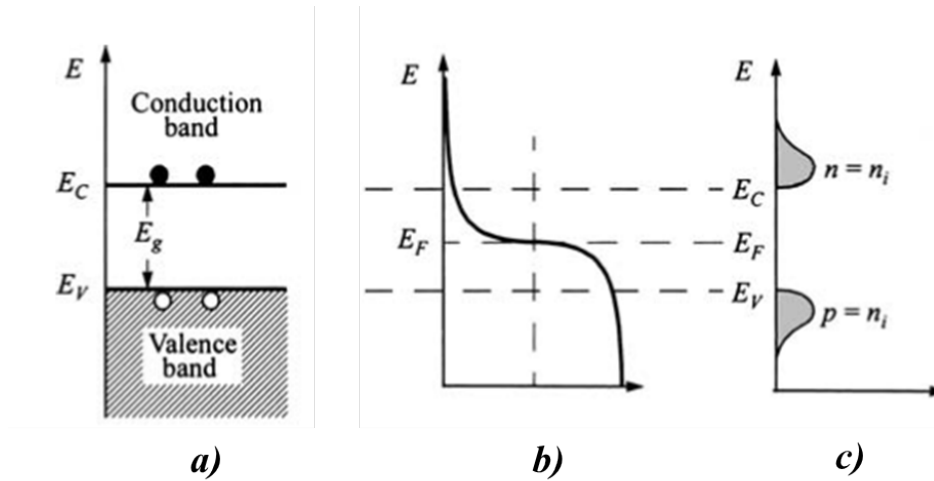 E
Conduction
band
E_C
E_g
E_V
Valence
band
a)
E
E_F
b)
E
n = n_i
E_C
E_F
E_V
p = n_i
c)